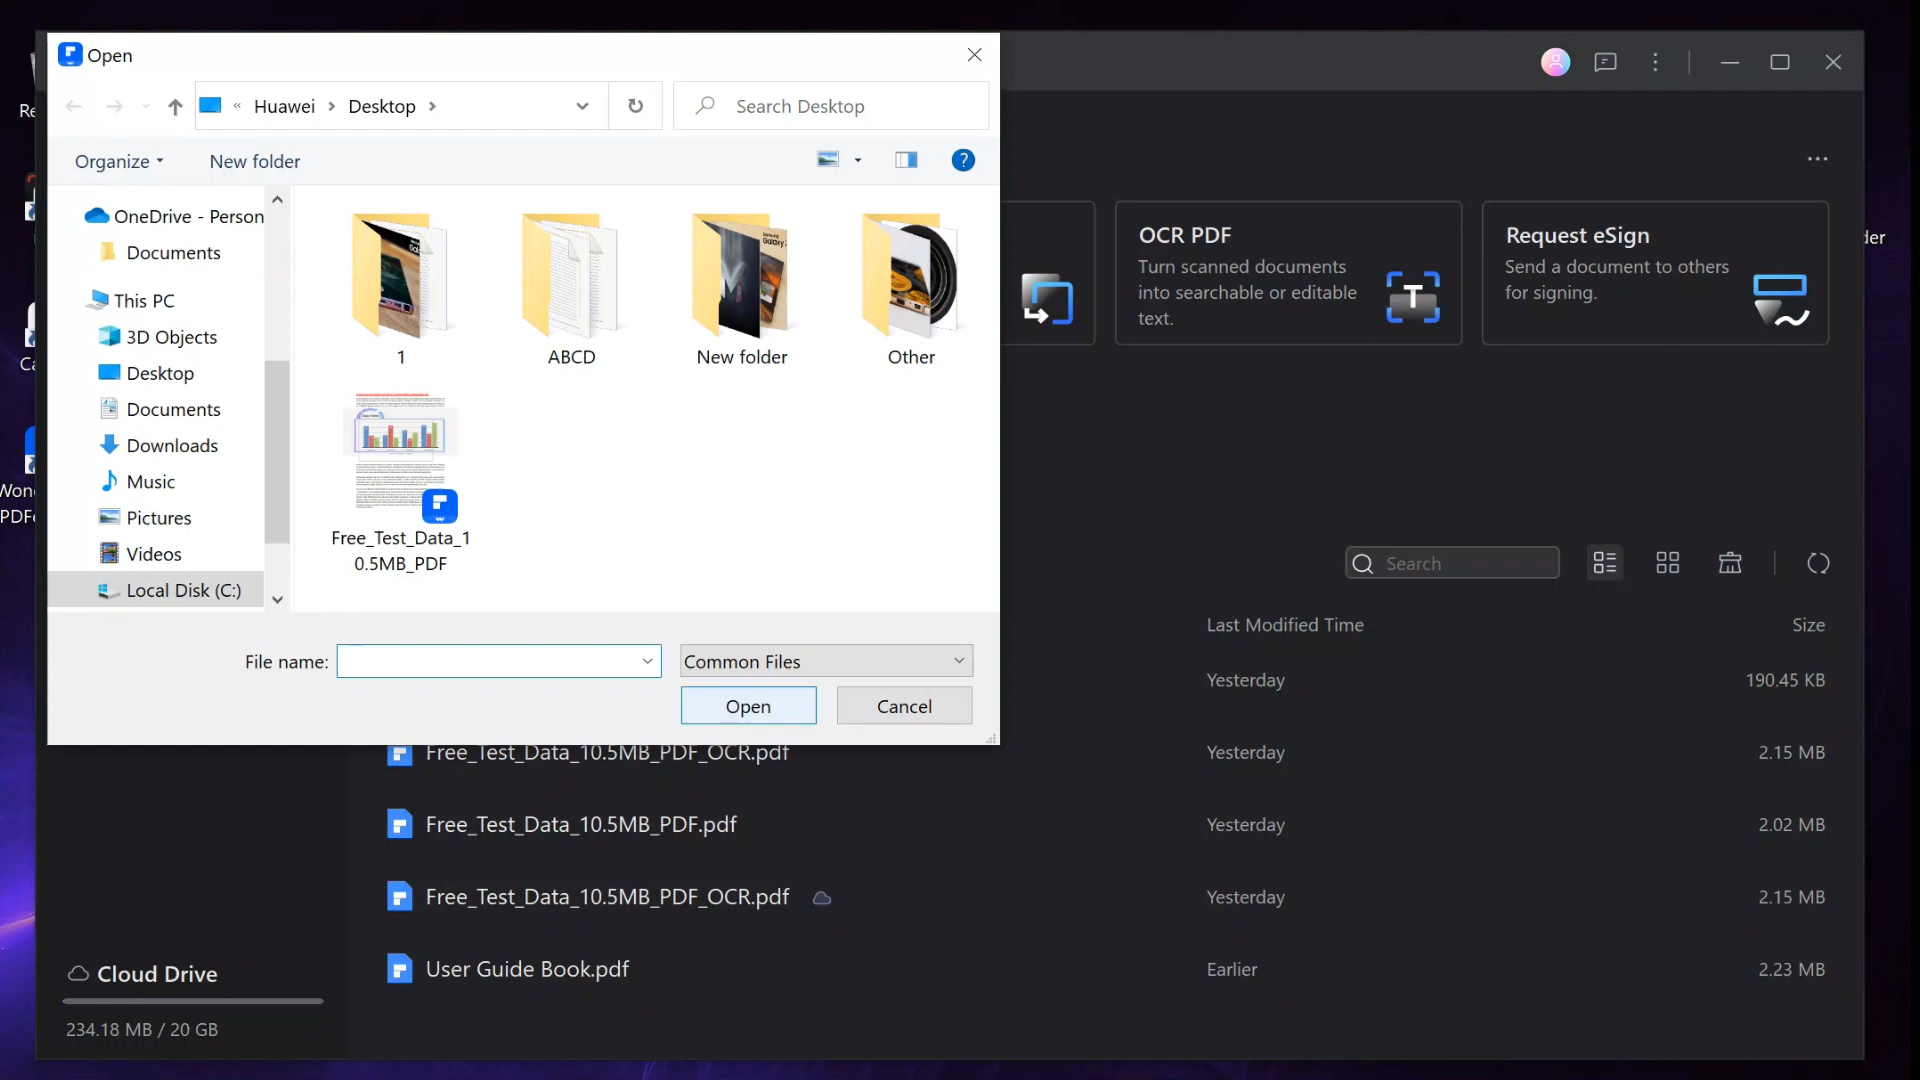 Open
Huawei
Desktop
Search Desktop
Organize
New folder
OneDrive - Person
Documents
This PC
3D Objects
Desktop
Documents
Downloads
Music
Pictures
Videos
Local Disk (C:)
1
ABCD
New folder
Other
Free_Test_Data_1
0.5MB_PDF
File name:
Common Files
Open
Cancel
OCR PDF
Turn scanned documents
into searchable or editable
text.
Request eSign
Send a document to others
for signing.
Search
Last Modified Time
Size
Yesterday
190.45 KB
Free_Test_Data_10.5MB_PDF_OCR.pdf
Yesterday
2.15 MB
Free_Test_Data_10.5MB_PDF.pdf
Yesterday
2.02 MB
Free_Test_Data_10.5MB_PDF_OCR.pdf
Yesterday
2.15 MB
User Guide Book.pdf
Earlier
2.23 MB
Cloud Drive
234.18 MB / 20 GB